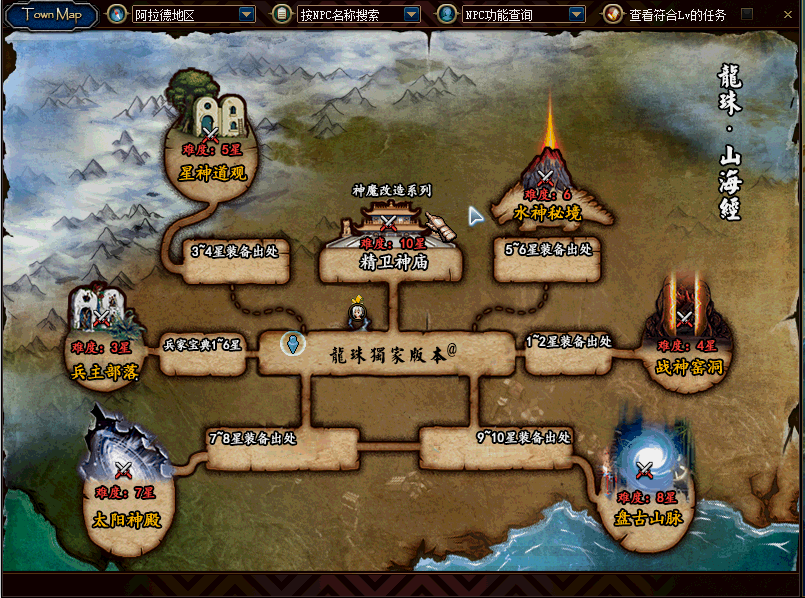 Town Map
阿拉德地区
按NPC名称搜索
NPC功能查询
查看符合Lv的任务
龍珠·山海經
难度：5星
星神道观
神魔改造系列
难度：10星
精卫神庙
难度：6
水神秘境
3~4星装备出处
5~6星装备出处
难度：3星
兵主部落
兵家宝典1~6星
龍珠獨家版本@
1~2星装备出处
难度：4星
战神窑洞
7~8星装备出处
9~10星装备出处
难度：7星
太阳神殿
难度：8星
盘古山脉